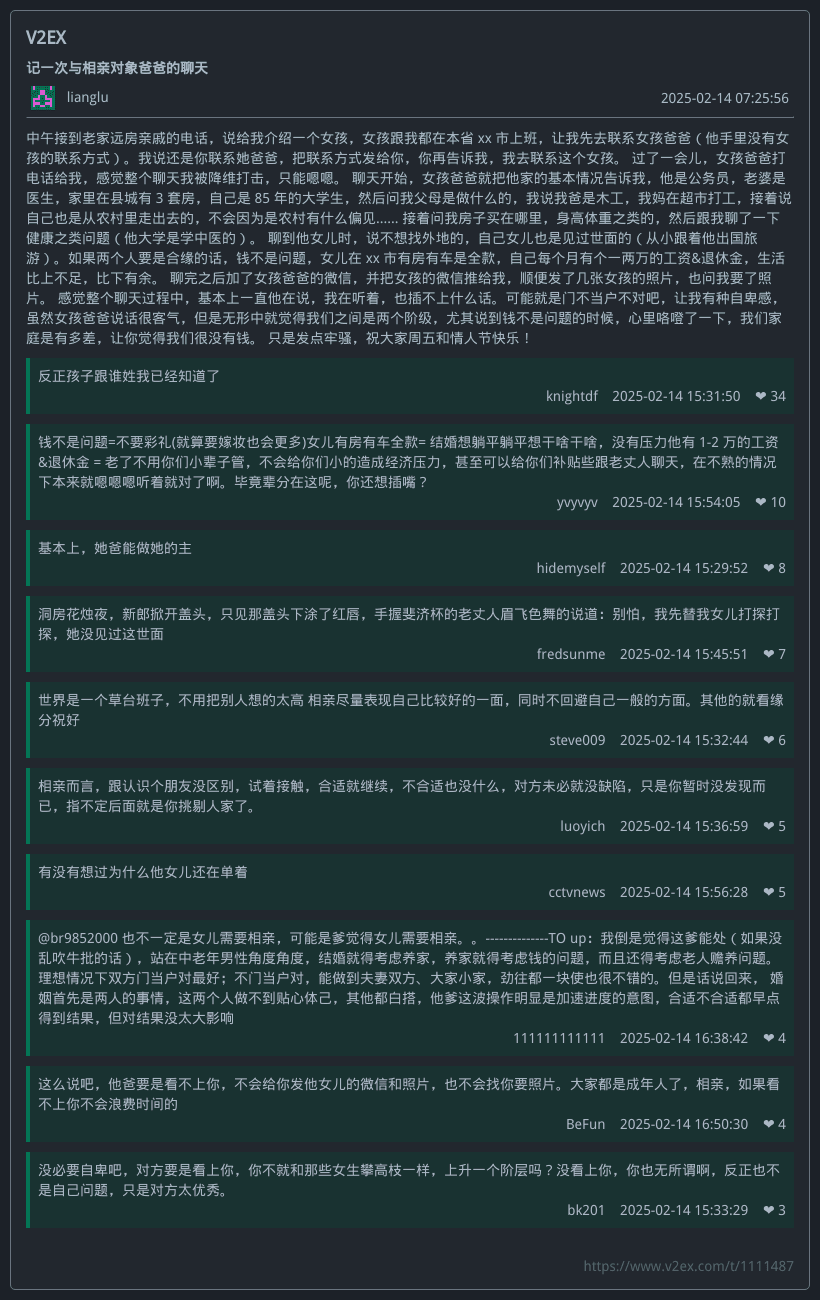 V2EX
记一次与相亲对象爸爸的聊天
lianglu
2025-02-14 07:25:56
中午接到老家远房亲戚的电话，说给我介绍一个女孩，女孩跟我都在本省 xx 市上班，让我先去联系女孩爸爸（他手里没有女
孩的联系方式）。我说还是你联系她爸爸，把联系方式发给你，你再告诉我，我去联系这个女孩。 过了一会儿，女孩爸爸打
电话给我，感觉整个聊天我被降维打击，只能嗯嗯。 聊天开始，女孩爸爸就把他家的基本情况告诉我，他是公务员，老婆是
医生，家里在县城有 3 套房，自己是 85 年的大学生，然后问我父母是做什么的，我说我爸是木工，我妈在超市打工，接着说
自己也是从农村里走出去的，不会因为是农村有什么偏见...... 接着问我房子买在哪里，身高体重之类的，然后跟我聊了一下
健康之类问题（他大学是学中医的）。 聊到他女儿时，说不想找外地的，自己女儿也是见过世面的（从小跟着他出国旅
游）。如果两个人要是合缘的话，钱不是问题，女儿在 xx 市有房有车是全款，自己每个月有个一两万的工资&退休金，生活
比上不足，比下有余。 聊完之后加了女孩爸爸的微信，并把女孩的微信推给我，顺便发了几张女孩的照片，也问我要了照
片。 感觉整个聊天过程中，基本上一直他在说，我在听着，也插不上什么话。可能就是门不当户不对吧，让我有种自卑感，
虽然女孩爸爸说话很客气，但是无形中就觉得我们之间是两个阶级，尤其说到钱不是问题的时候，心里咯噔了一下，我们家
庭是有多差，让你觉得我们很没有钱。 只是发点牢骚，祝大家周五和情人节快乐！
反正孩子跟谁姓我已经知道了
knightdf 2025-02-14 15:31:50 ❤ 34
钱不是问题=不要彩礼(就算要嫁妆也会更多)女儿有房有车全款= 结婚想躺平躺平想干啥干啥，没有压力他有 1-2 万的工资
&退休金 = 老了不用你们小辈子管，不会给你们小的造成经济压力，甚至可以给你们补贴些跟老丈人聊天，在不熟的情况
下本来就嗯嗯嗯听着就对了啊。毕竟辈分在这呢，你还想插嘴？
yvyvyv 2025-02-14 15:54:05 ❤ 10
基本上，她爸能做她的主
hidemyself 2025-02-14 15:29:52 ❤ 8
洞房花烛夜，新郎掀开盖头，只见那盖头下涂了红唇，手握斐济杯的老丈人眉飞色舞的说道：别怕，我先替我女儿打探打
探，她没见过这世面
fredsunme 2025-02-14 15:45:51 ❤ 7
世界是一个草台班子，不用把别人想的太高 相亲尽量表现自己比较好的一面，同时不回避自己一般的方面。其他的就看缘
分祝好
steve009 2025-02-14 15:32:44 ❤ 6
相亲而言，跟认识个朋友没区别，试着接触，合适就继续，不合适也没什么，对方未必就没缺陷，只是你暂时没发现而
已，指不定后面就是你挑剔人家了。
luoyich 2025-02-14 15:36:59 ❤ 5
有没有想过为什么他女儿还在单着
cctvnews 2025-02-14 15:56:28 ❤ 5
@br9852000 也不一定是女儿需要相亲，可能是爹觉得女儿需要相亲。。--------------TO up：我倒是觉得这爹能处（如果没
乱吹牛批的话），站在中老年男性角度角度，结婚就得考虑养家，养家就得考虑钱的问题，而且还得考虑老人赡养问题。
理想情况下双方门当户对最好；不门当户对，能做到夫妻双方、大家小家，劲往都一块使也很不错的。但是话说回来， 婚
姻首先是两人的事情，这两个人做不到贴心体己，其他都白搭，他爹这波操作明显是加速进度的意图，合适不合适都早点
得到结果，但对结果没太大影响
111111111111 2025-02-14 16:38:42 ❤ 4
这么说吧，他爸要是看不上你，不会给你发他女儿的微信和照片，也不会找你要照片。大家都是成年人了，相亲，如果看
不上你不会浪费时间的
BeFun 2025-02-14 16:50:30 ❤ 4
没必要自卑吧，对方要是看上你，你不就和那些女生攀高枝一样，上升一个阶层吗？没看上你，你也无所谓啊，反正也不
是自己问题，只是对方太优秀。
bk201 2025-02-14 15:33:29 ❤ 3
https://www.v2ex.com/t/1111487